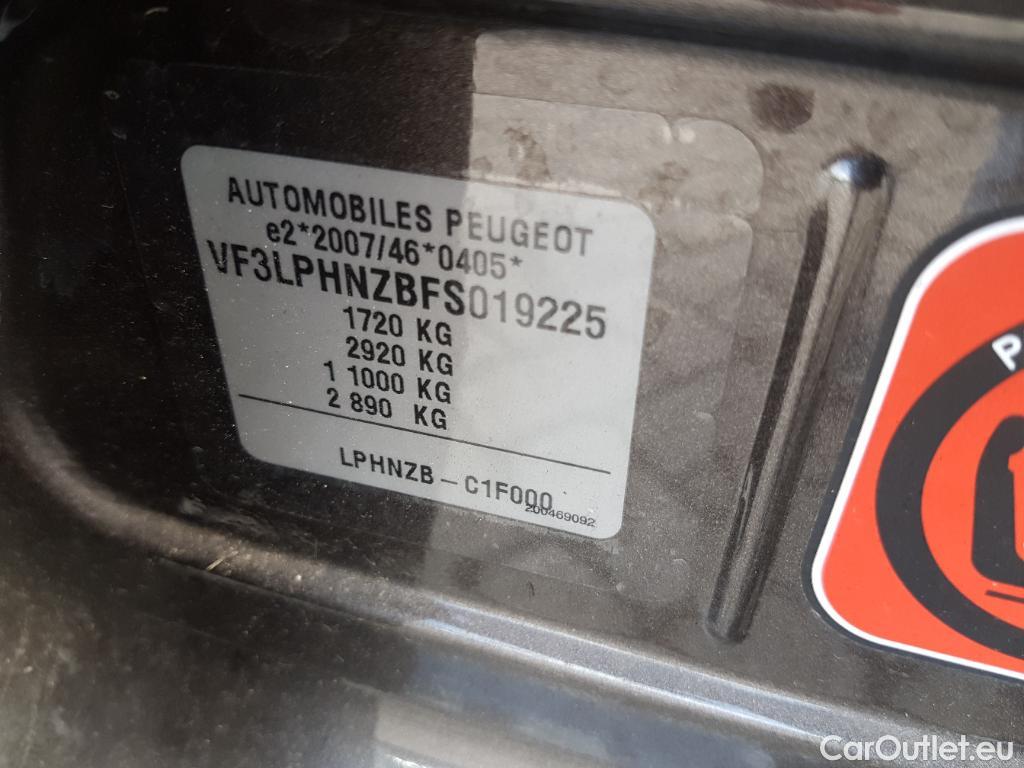 AUTOMOBILES PEUGEOT
e2*2007/46*0405*
VF3LPHNZBFS019225
1720 KG
2920 KG
1 1000 KG
2 890 KG
LPHNZB - C1F000
200469092
P
CarOutlet.eu